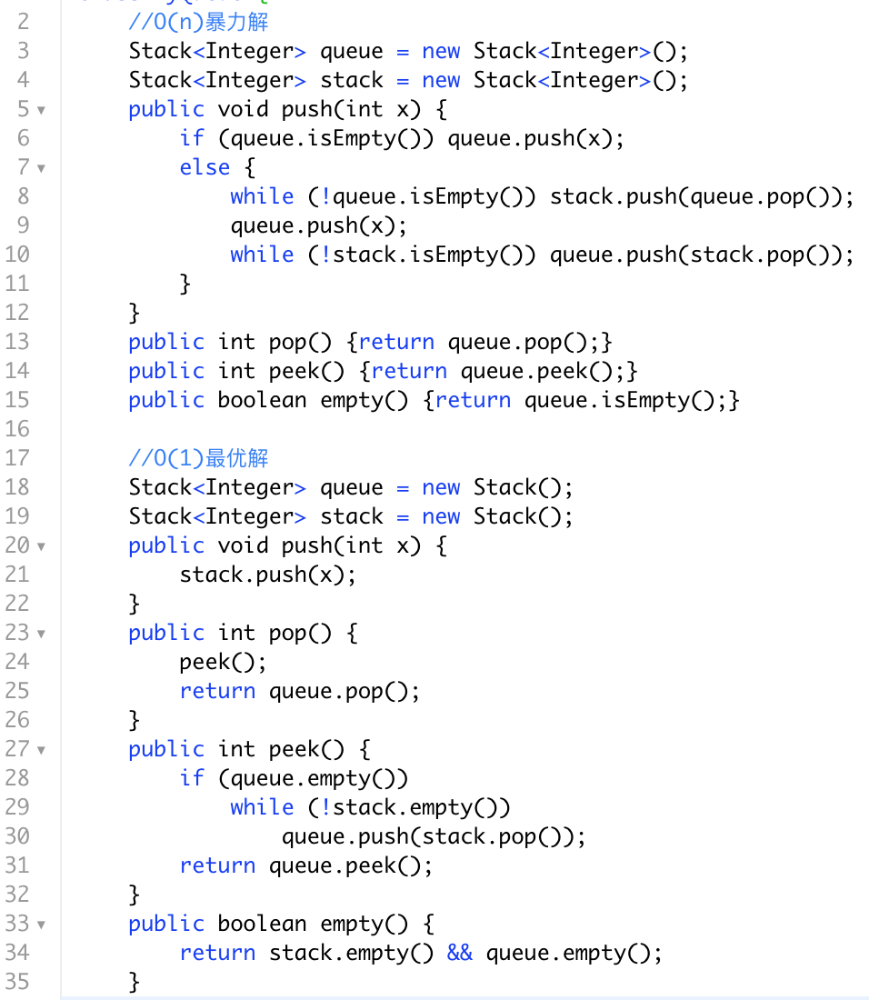 2 //O(n)暴力解
3 Stack<Integer> queue = new Stack<Integer>();
4 Stack<Integer> stack = new Stack<Integer>();
5 public void push(int x) {
6 if (queue.isEmpty()) queue.push(x);
7 else {
8 while (!queue.isEmpty()) stack.push(queue.pop());
9 queue.push(x);
10 while (!stack.isEmpty()) queue.push(stack.pop());
11 }
12 }
13 public int pop() {return queue.pop();}
14 public int peek() {return queue.peek();}
15 public boolean empty() {return queue.isEmpty();}
16
17 //O(1)最优解
18 Stack<Integer> queue = new Stack();
19 Stack<Integer> stack = new Stack();
20 public void push(int x) {
21 stack.push(x);
22 }
23 public int pop() {
24 peek();
25 return queue.pop();
26 }
27 public int peek() {
28 if (queue.empty())
29 while (!stack.empty())
30 queue.push(stack.pop());
31 return queue.peek();
32 }
33 public boolean empty() {
34 return stack.empty() && queue.empty();
35 }